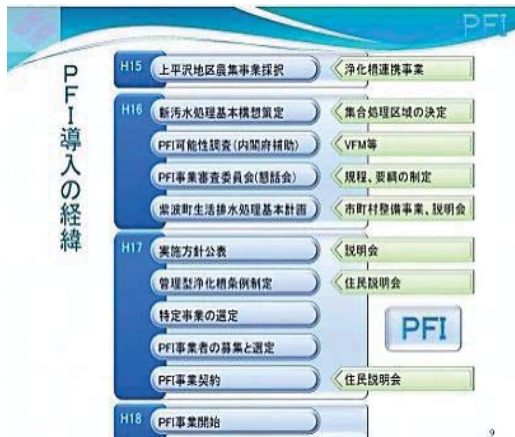 PFI
PFI導入の経緯
H15 上平沢地区農集事業採択 浄化槽連携事業
H16 新汚水処理基本構想策定 集合処理区域の決定
PFI可能性調査(内閣府補助) VFM等
PFI事業審査委員会(懇話会) 規程、要綱の制定
紫波町生活排水処理基本計画 市町村整備事業、説明会
H17 実施方針公表 説明会
管理型浄化槽条例制定 住民説明会
特定事業の選定
PFI
PFI事業者の募集と選定
PFI事業契約 住民説明会
H18 PFI事業開始
9